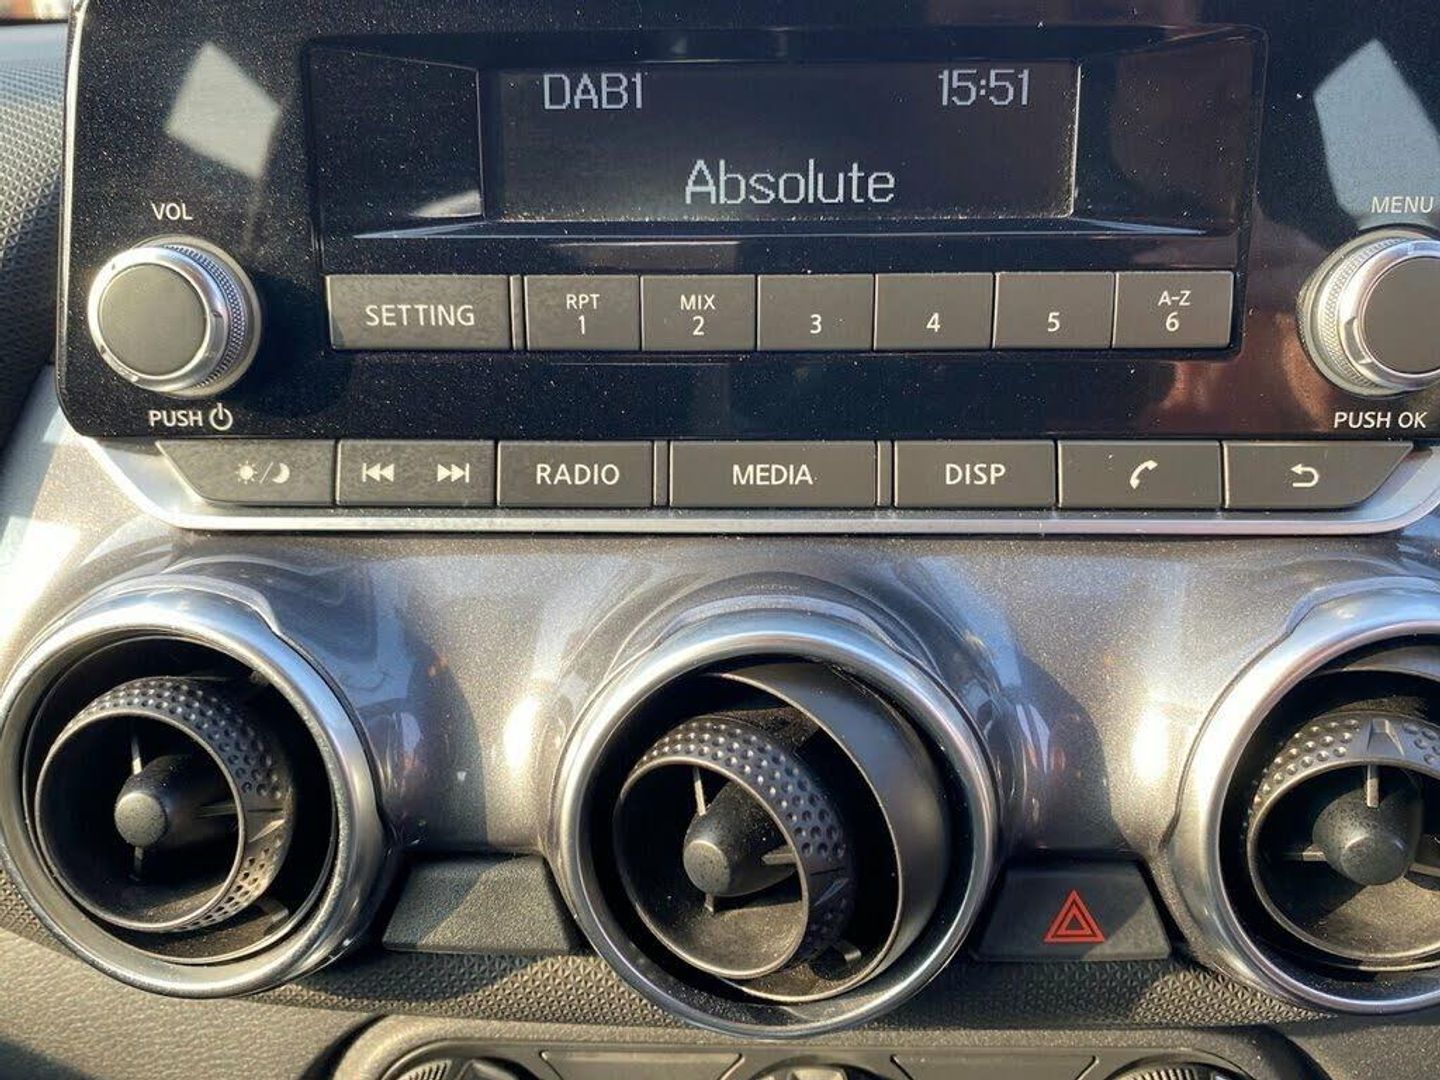 DAB1 15:51
Absolute
VOL
MENU
SETTING
RPT
1
MIX
2
3
4
5
A-Z
6
PUSH
PUSH OK
RADIO
MEDIA
DISP